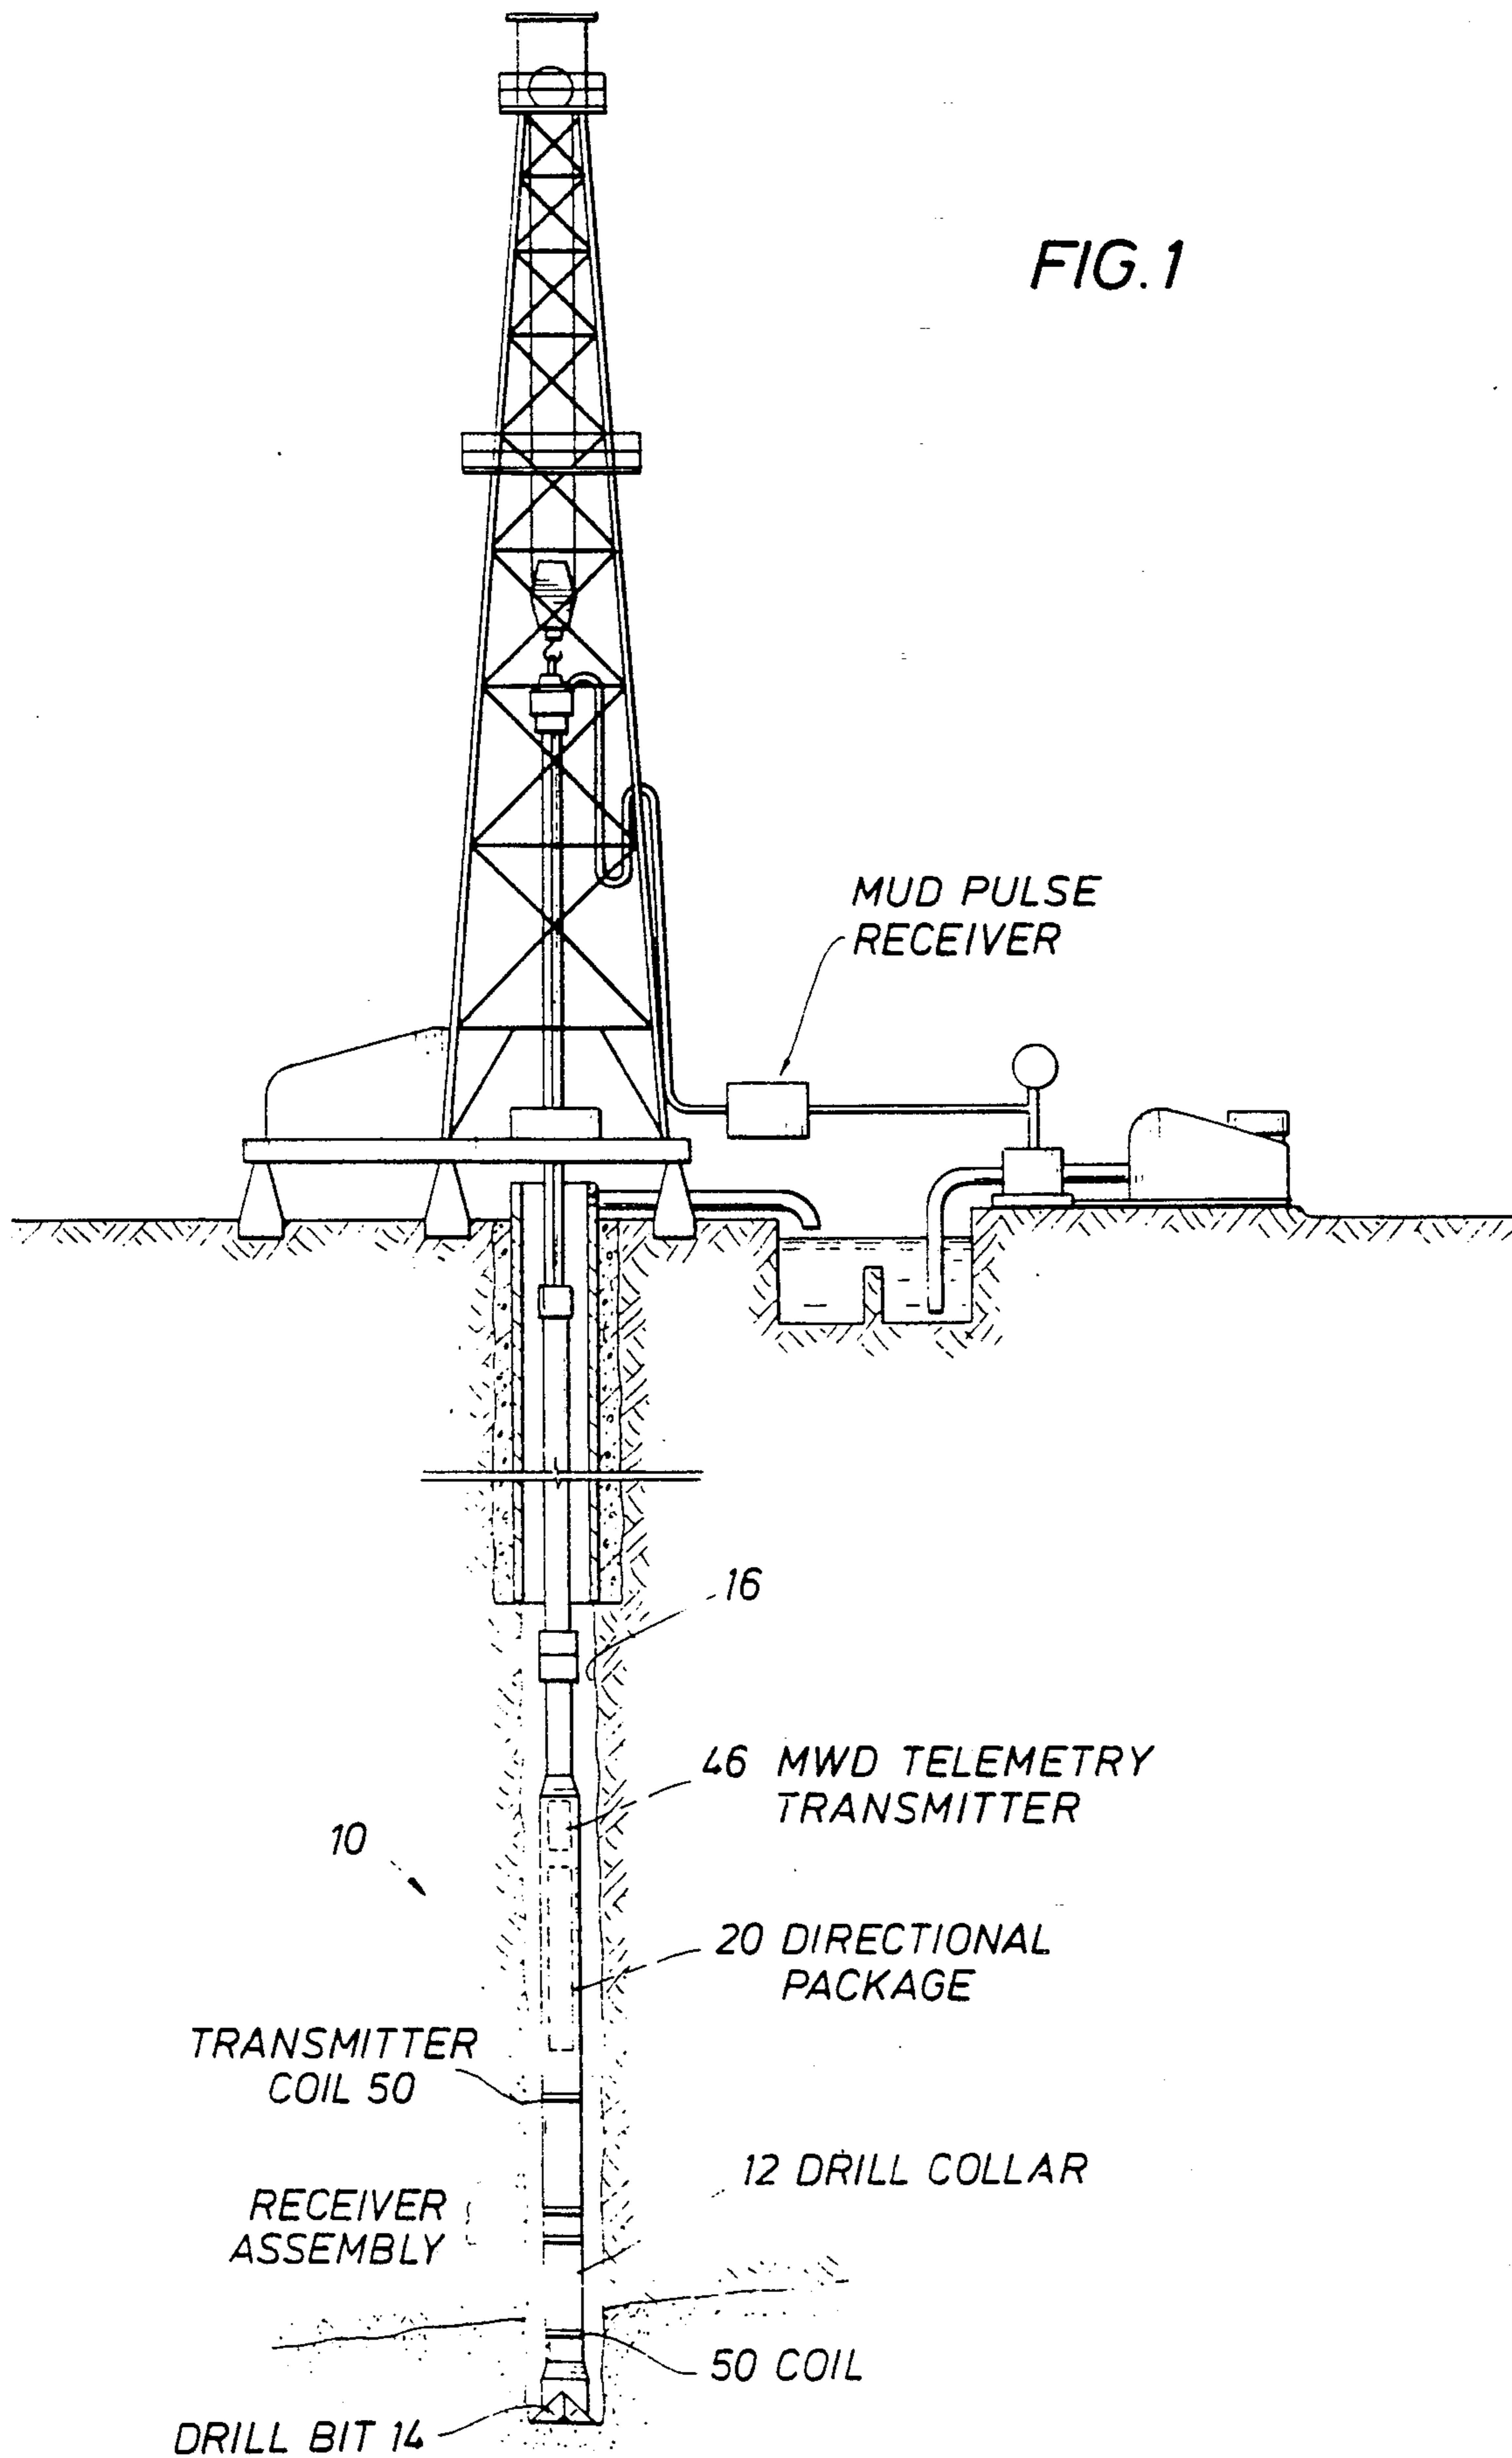 FIG.1
MUD PULSE
RECEIVER
16
46 MWD TELEMETRY
TRANSMITTER
10
20 DIRECTIONAL
PACKAGE
TRANSMITTER
COIL 50
12 DRILL COLLAR
RECEIVER
ASSEMBLY
50 COIL
DRILL BIT 14